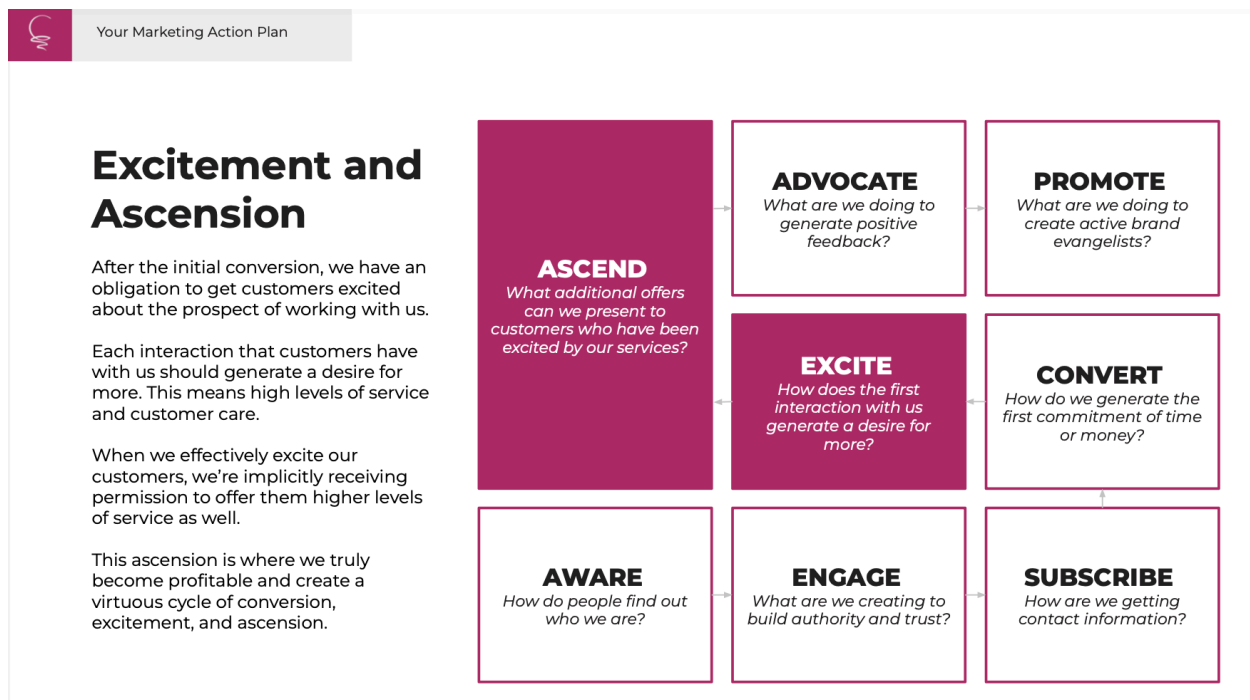 Your Marketing Action Plan
Excitement and
Ascension
After the initial conversion, we have an
obligation to get customers excited
about the prospect of working with us.
Each interaction that customers have
with us should generate a desire for
more. This means high levels of service
and customer care.
When we effectively excite our
customers, we’re implicitly receiving
permission to offer them higher levels
of service as well.
This ascension is where we truly
become profitable and create a
virtuous cycle of conversion,
excitement, and ascension.
ASCEND
What additional offers
can we present to
customers who have been
excited by our services?
ADVOCATE
What are we doing to
generate positive
feedback?
PROMOTE
What are we doing to
create active brand
evangelists?
EXCITE
How does the first
interaction with us
generate a desire for
more?
CONVERT
How do we generate the
first commitment of time
or money?
AWARE
How do people find out
who we are?
ENGAGE
What are we creating to
build authority and trust?
SUBSCRIBE
How are we getting
contact information?